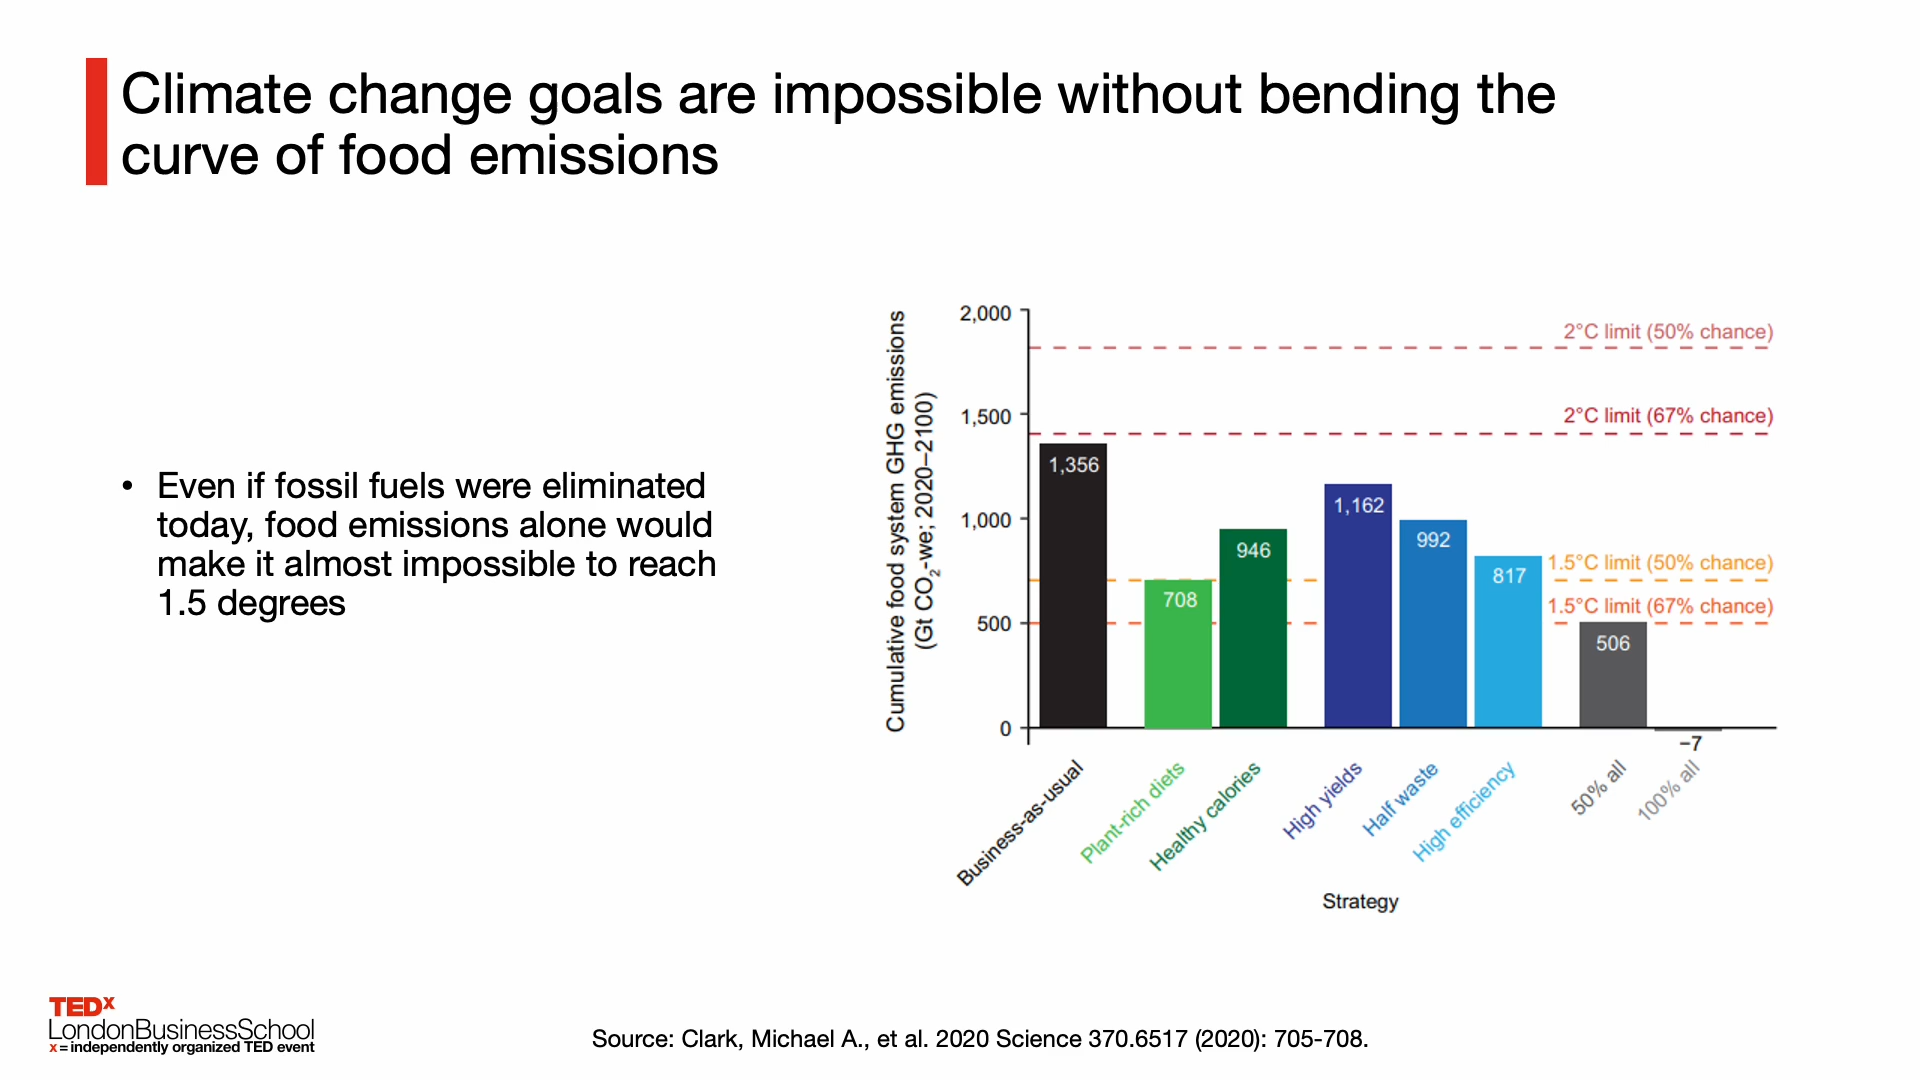 Climate change goals are impossible without bending the
curve of food emissions
• Even if fossil fuels were eliminated
today, food emissions alone would
make it almost impossible to reach
1.5 degrees
Cumulative food system GHG emissions
(Gt CO₂-we; 2020–2100)
2,000
1,500
1,000
500
0
2°C limit (50% chance)
2°C limit (67% chance)
1.5°C limit (50% chance)
1.5°C limit (67% chance)
1,356
708
946
1,162
992
817
506
−7
Business-as-usual
Plant-rich diets
Healthy calories
High yields
Half waste
High efficiency
50% all
100% all
Strategy
TEDx
LondonBusinessSchool
x = independently organized TED event
Source: Clark, Michael A., et al. 2020 Science 370.6517 (2020): 705-708.